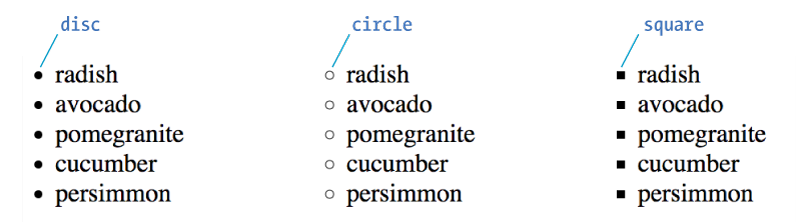 disc
radish
avocado
pomegranite
cucumber
persimmon
circle
radish
avocado
pomegranite
cucumber
persimmon
square
radish
avocado
pomegranite
cucumber
persimmon